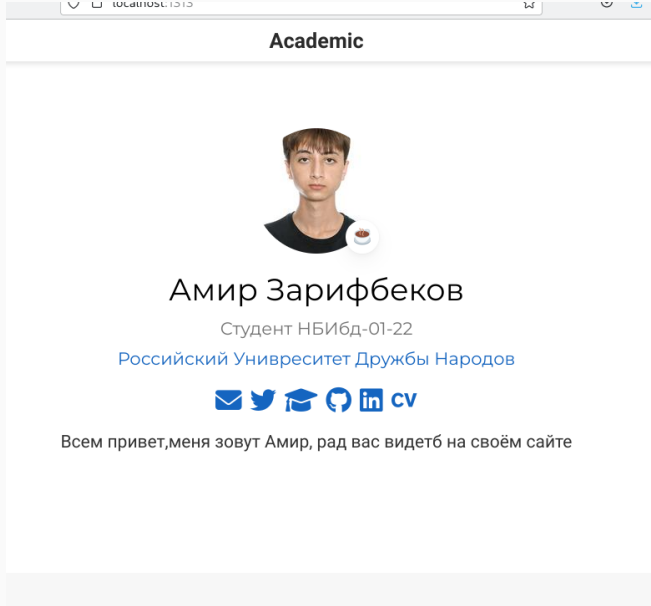 localhost:1313
Academic
Амир Зарифбеков
Студент НБИбд-01-22
Российский Унивреситет Дружбы Народов
CV
Всем привет,меня зовут Амир, рад вас видетб на своём сайте